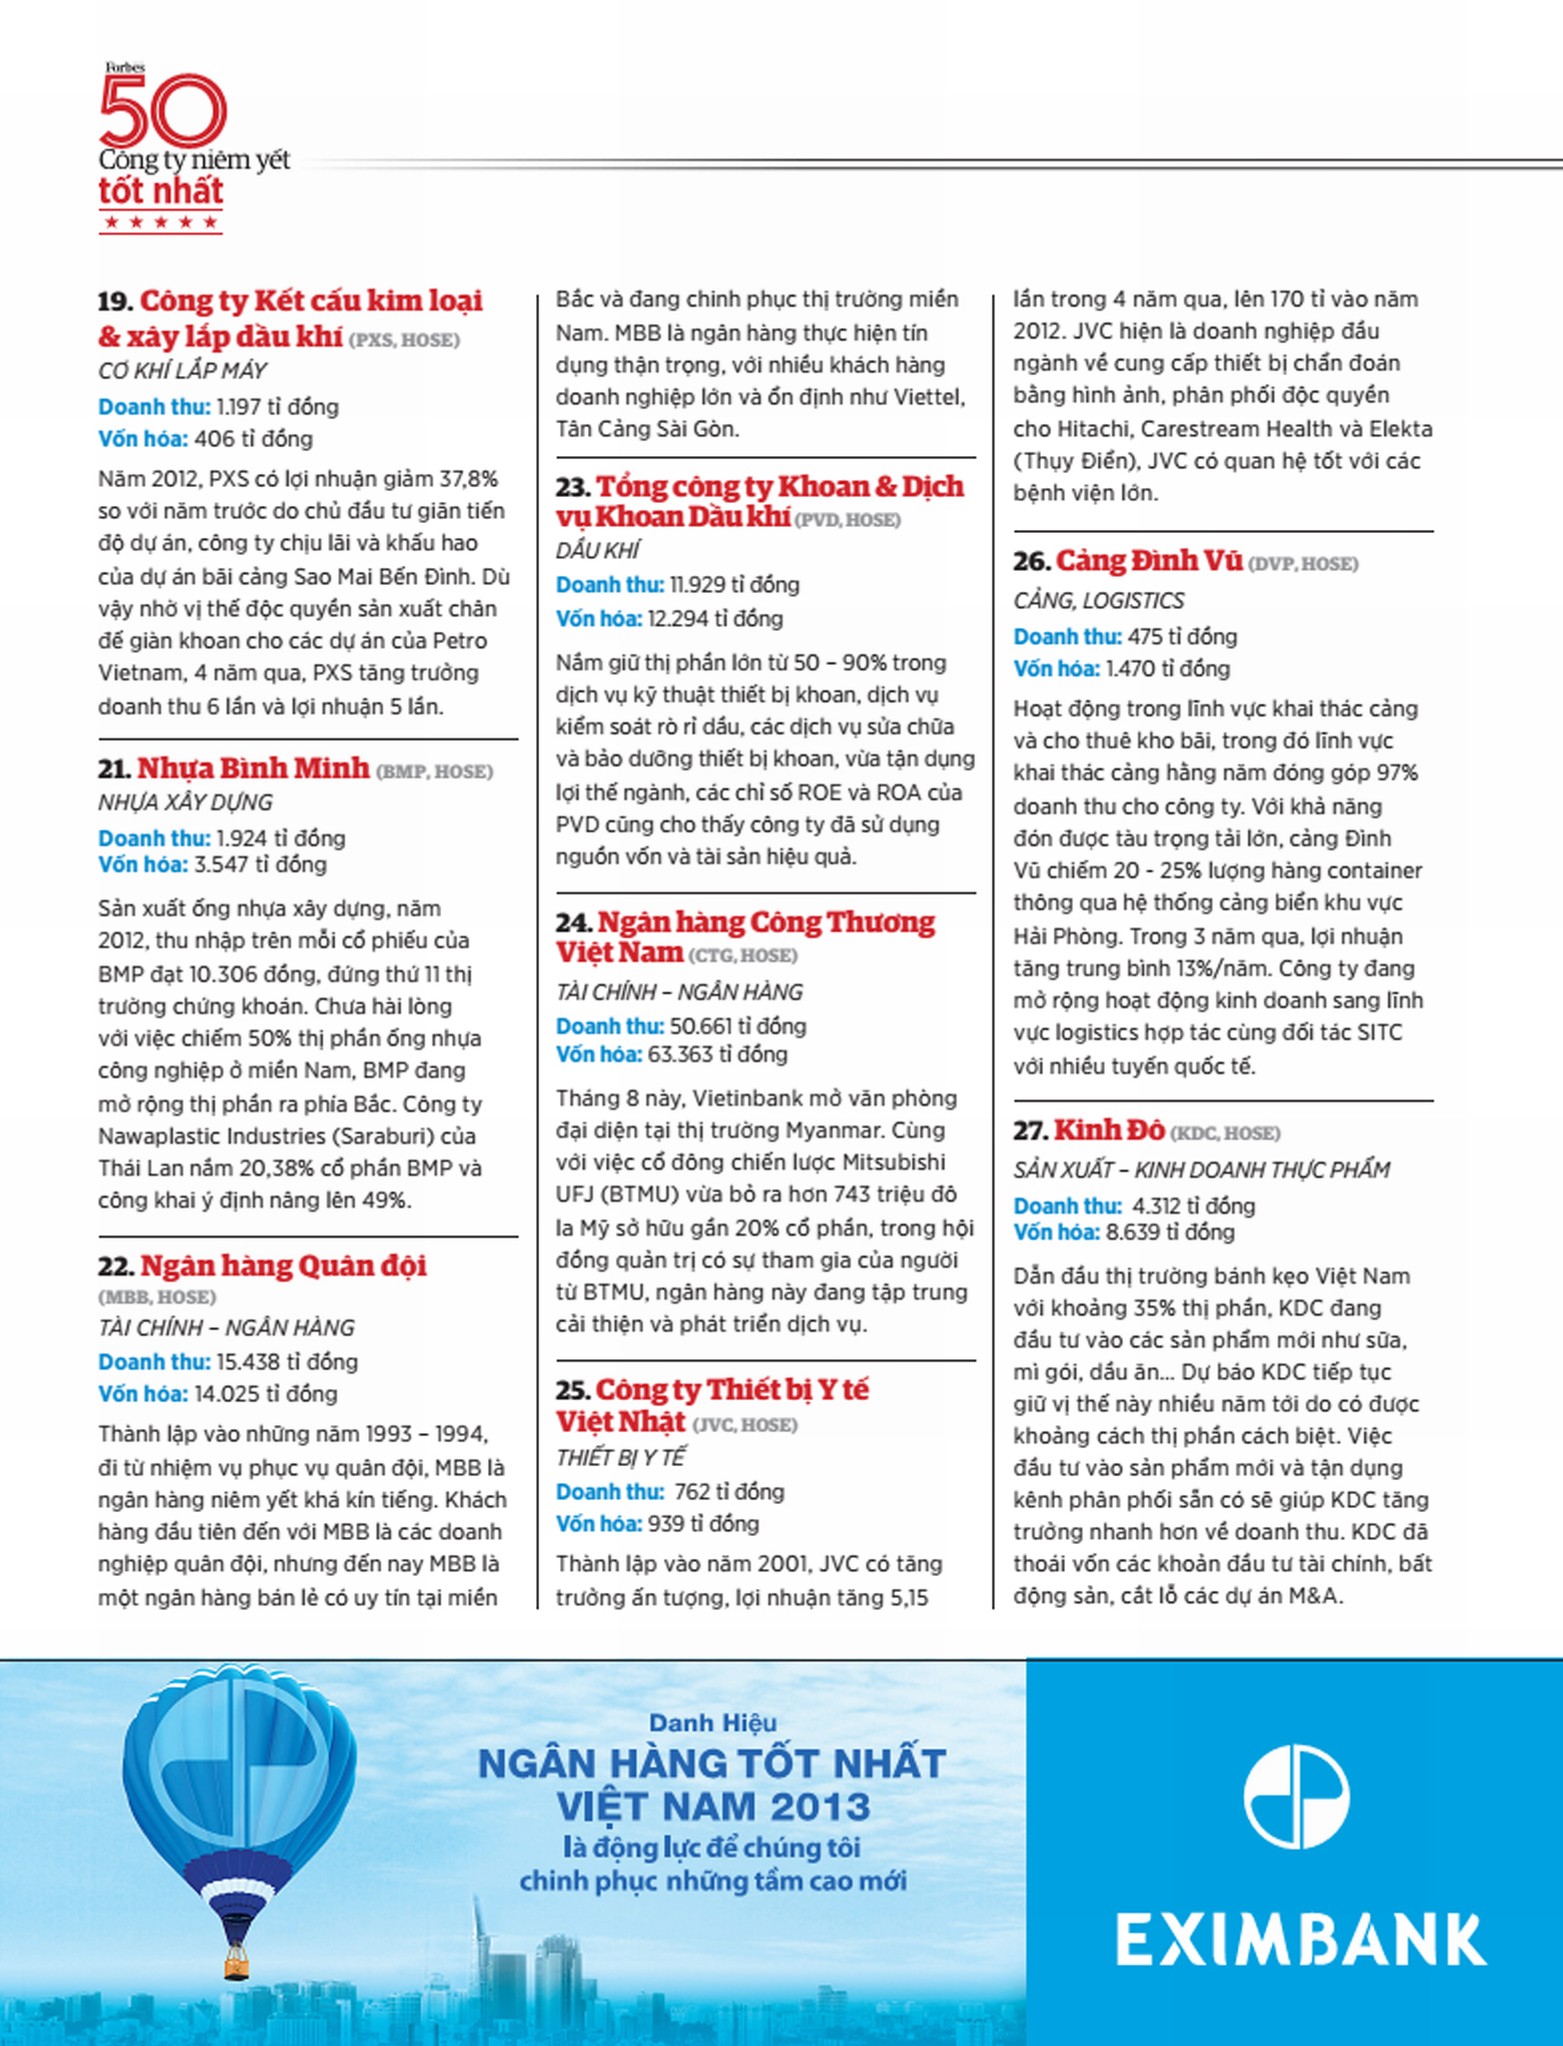 Forbes
50
Công ty niêm yết
tốt nhất
19. Công ty Kết cấu kim loại
& xây lắp dầu khí (PXS, HOSE)
CƠ KHÍ LẮP MÁY
Doanh thu: 1.197 tỉ đồng
Vốn hóa: 406 tỉ đồng
Năm 2012, PXS có lợi nhuận giảm 37,8%
so với năm trước do chủ đầu tư giãn tiến
độ dự án, công ty chịu lãi và khấu hao
của dự án bãi cảng Sao Mai Bến Đình. Dù
vậy nhờ vị thế độc quyền sản xuất chân
đế giàn khoan cho các dự án của Petro
Vietnam, 4 năm qua, PXS tăng trưởng
doanh thu 6 lần và lợi nhuận 5 lần.
21. Nhựa Bình Minh (BMP, HOSE)
NHỰA XÂY DỰNG
Doanh thu: 1.924 tỉ đồng
Vốn hóa: 3.547 tỉ đồng
Sản xuất ống nhựa xây dựng, năm
2012, thu nhập trên mỗi cổ phiếu của
BMP đạt 10.306 đồng, đứng thứ 11 thị
trường chứng khoán. Chưa hài lòng
với việc chiếm 50% thị phần ống nhựa
công nghiệp ở miền Nam, BMP đang
mở rộng thị phần ra phía Bắc. Công ty
Nawaplastic Industries (Saraburi) của
Thái Lan nắm 20,38% cổ phần BMP và
công khai ý định nâng lên 49%.
22. Ngân hàng Quân đội
(MBB, HOSE)
TÀI CHÍNH – NGÂN HÀNG
Doanh thu: 15.438 tỉ đồng
Vốn hóa: 14.025 tỉ đồng
Thành lập vào những năm 1993 – 1994,
đi từ nhiệm vụ phục vụ quân đội, MBB là
ngân hàng niêm yết khá kín tiếng. Khách
hàng đầu tiên đến với MBB là các doanh
nghiệp quân đội, nhưng đến nay MBB là
một ngân hàng bán lẻ có uy tín tại miền
Bắc và đang chinh phục thị trường miền
Nam. MBB là ngân hàng thực hiện tín
dụng thận trọng, với nhiều khách hàng
doanh nghiệp lớn và ổn định như Viettel,
Tân Cảng Sài Gòn.
23. Tổng công ty Khoan & Dịch
vụ Khoan Dầu khí (PVD, HOSE)
DẦU KHÍ
Doanh thu: 11.929 tỉ đồng
Vốn hóa: 12.294 tỉ đồng
Nắm giữ thị phần lớn từ 50 – 90% trong
dịch vụ kỹ thuật thiết bị khoan, dịch vụ
kiểm soát rò rỉ dầu, các dịch vụ sửa chữa
và bảo dưỡng thiết bị khoan, vừa tận dụng
lợi thế ngành, các chỉ số ROE và ROA của
PVD cũng cho thấy công ty đã sử dụng
nguồn vốn và tài sản hiệu quả.
24. Ngân hàng Công Thương
Việt Nam (CTG, HOSE)
TÀI CHÍNH – NGÂN HÀNG
Doanh thu: 50.661 tỉ đồng
Vốn hóa: 63.363 tỉ đồng
Tháng 8 này, Vietinbank mở văn phòng
đại diện tại thị trường Myanmar. Cùng
với việc cổ đông chiến lược Mitsubishi
UFJ (BTMU) vừa bỏ ra hơn 743 triệu đô
la Mỹ sở hữu gần 20% cổ phần, trong hội
đồng quản trị có sự tham gia của người
từ BTMU, ngân hàng này đang tập trung
cải thiện và phát triển dịch vụ.
25. Công ty Thiết bị Y tế
Việt Nhật (JVC, HOSE)
THIẾT BỊ Y TẾ
Doanh thu: 762 tỉ đồng
Vốn hóa: 939 tỉ đồng
Thành lập vào năm 2001, JVC có tăng
trưởng ấn tượng, lợi nhuận tăng 5,15
lần trong 4 năm qua, lên 170 tỉ vào năm
2012. JVC hiện là doanh nghiệp đầu
ngành về cung cấp thiết bị chẩn đoán
bằng hình ảnh, phân phối độc quyền
cho Hitachi, Carestream Health và Elekta
(Thụy Điển), JVC có quan hệ tốt với các
bệnh viện lớn.
26. Cảng Đình Vũ (DVP, HOSE)
CẢNG, LOGISTICS
Doanh thu: 475 tỉ đồng
Vốn hóa: 1.470 tỉ đồng
Hoạt động trong lĩnh vực khai thác cảng
và cho thuê kho bãi, trong đó lĩnh vực
khai thác cảng hằng năm đóng góp 97%
doanh thu cho công ty. Với khả năng
đón được tàu trọng tải lớn, cảng Đình
Vũ chiếm 20 - 25% lượng hàng container
thông qua hệ thống cảng biển khu vực
Hải Phòng. Trong 3 năm qua, lợi nhuận
tăng trung bình 13%/năm. Công ty đang
mở rộng hoạt động kinh doanh sang lĩnh
vực logistics hợp tác cùng đối tác SITC
với nhiều tuyến quốc tế.
27. Kinh Đô (KDC, HOSE)
SẢN XUẤT – KINH DOANH THỰC PHẨM
Doanh thu: 4.312 tỉ đồng
Vốn hóa: 8.639 tỉ đồng
Dẫn đầu thị trường bánh kẹo Việt Nam
với khoảng 35% thị phần, KDC đang
đầu tư vào các sản phẩm mới như sữa,
mì gói, dầu ăn... Dự báo KDC tiếp tục
giữ vị thế này nhiều năm tới do có được
khoảng cách thị phần cách biệt. Việc
đầu tư vào sản phẩm mới và tận dụng
kênh phân phối sẵn có sẽ giúp KDC tăng
trưởng nhanh hơn về doanh thu. KDC đã
thoái vốn các khoản đầu tư tài chính, bất
động sản, cắt lỗ các dự án M&A.
Danh Hiệu
NGÂN HÀNG TỐT NHẤT
VIỆT NAM 2013
là động lực để chúng tôi
chinh phục những tầm cao mới
EXIMBANK